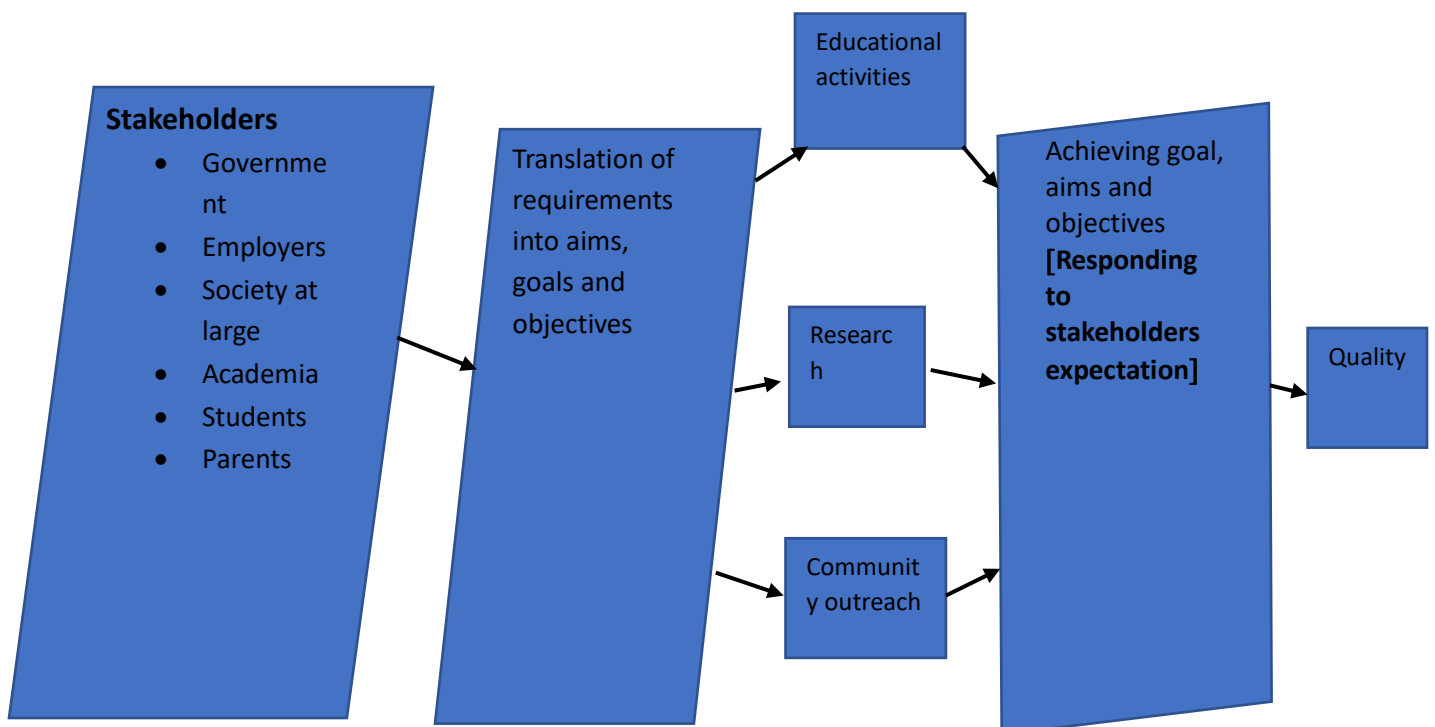 Stakeholders
• Governme
nt
• Employers
• Society at
large
• Academia
• Students
• Parents
Translation of
requirements
into aims,
goals and
objectives
Educational
activities
Researc
h
Communit
y outreach
Achieving goal,
aims and
objectives
[Responding
to
stakeholders
expectation]
Quality